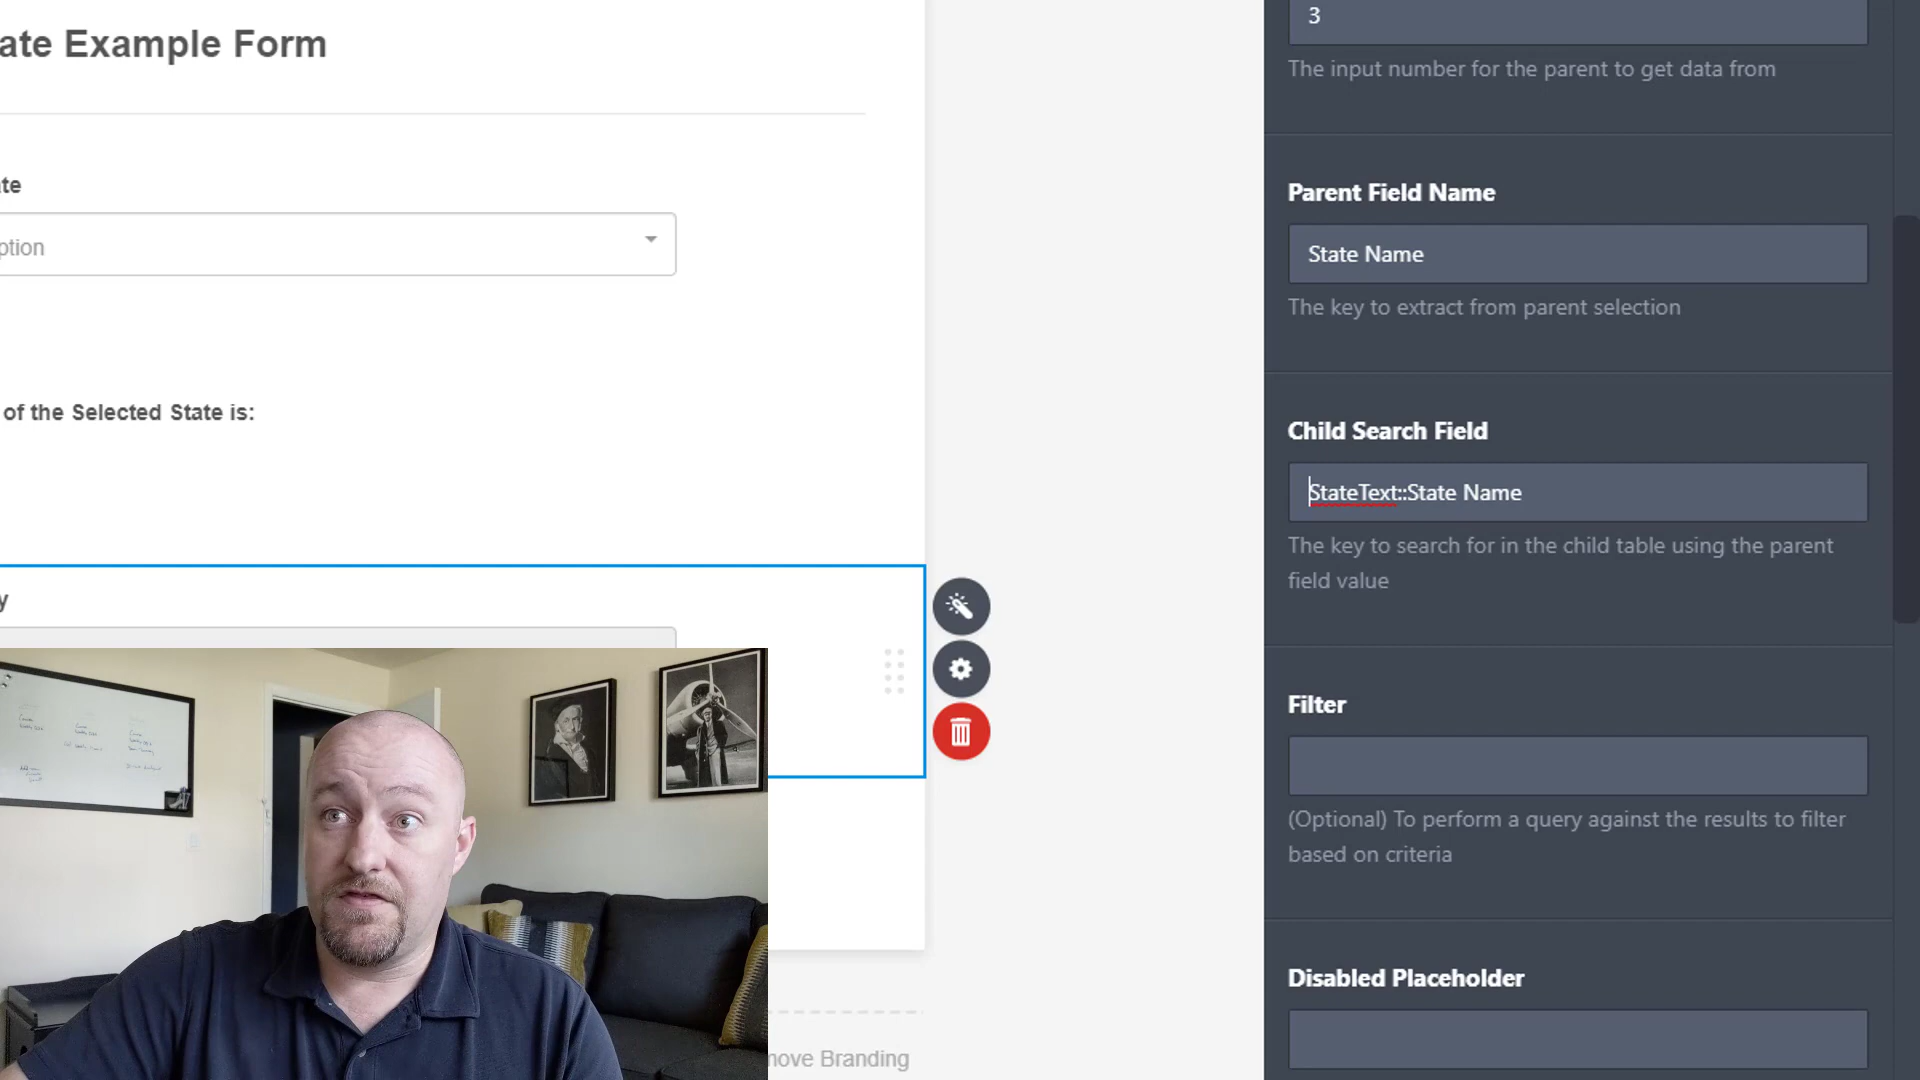 ate Example Form
te
ption
of the Selected State is:
y
move Branding
3
The input number for the parent to get data from
Parent Field Name
State Name
The key to extract from parent selection
Child Search Field
StateText::State Name
The key to search for in the child table using the parent
field value
Filter
(Optional) To perform a query against the results to filter
based on criteria
Disabled Placeholder